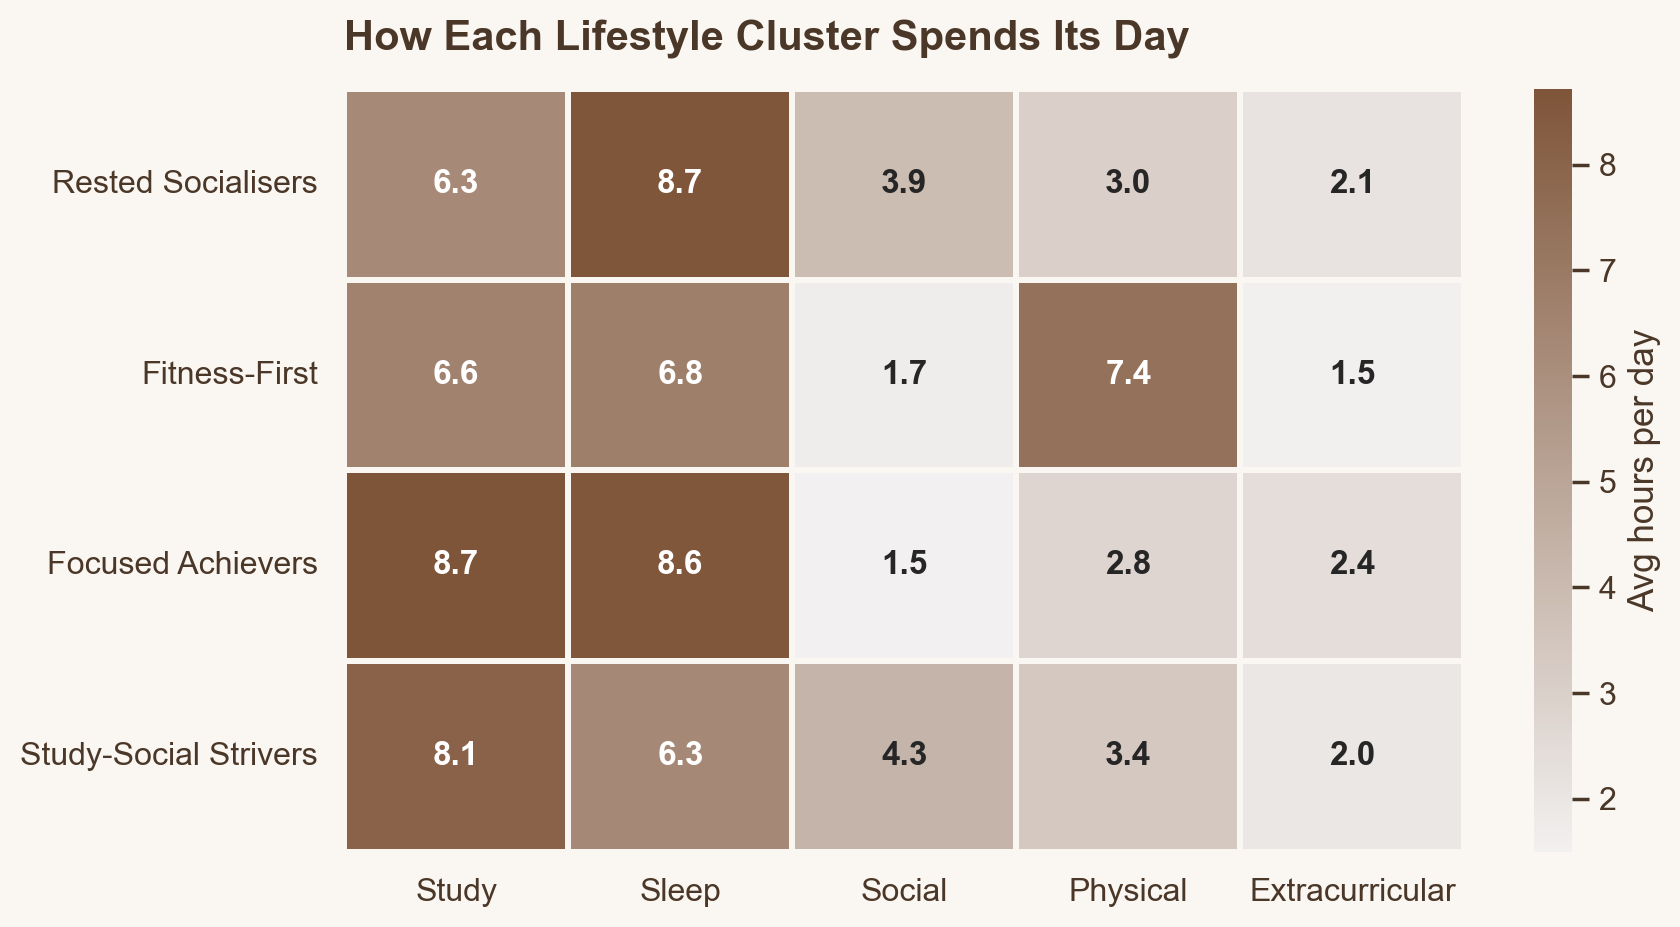 How Each Lifestyle Cluster Spends Its Day
Rested Socialisers 6.3 8.7 3.9 3.0 2.1
Fitness-First 6.6 6.8 1.7 7.4 1.5
Focused Achievers 8.7 8.6 1.5 2.8 2.4
Study-Social Strivers 8.1 6.3 4.3 3.4 2.0
Study Sleep Social Physical Extracurricular
8
7
6
5
4
3
2
Avg hours per day